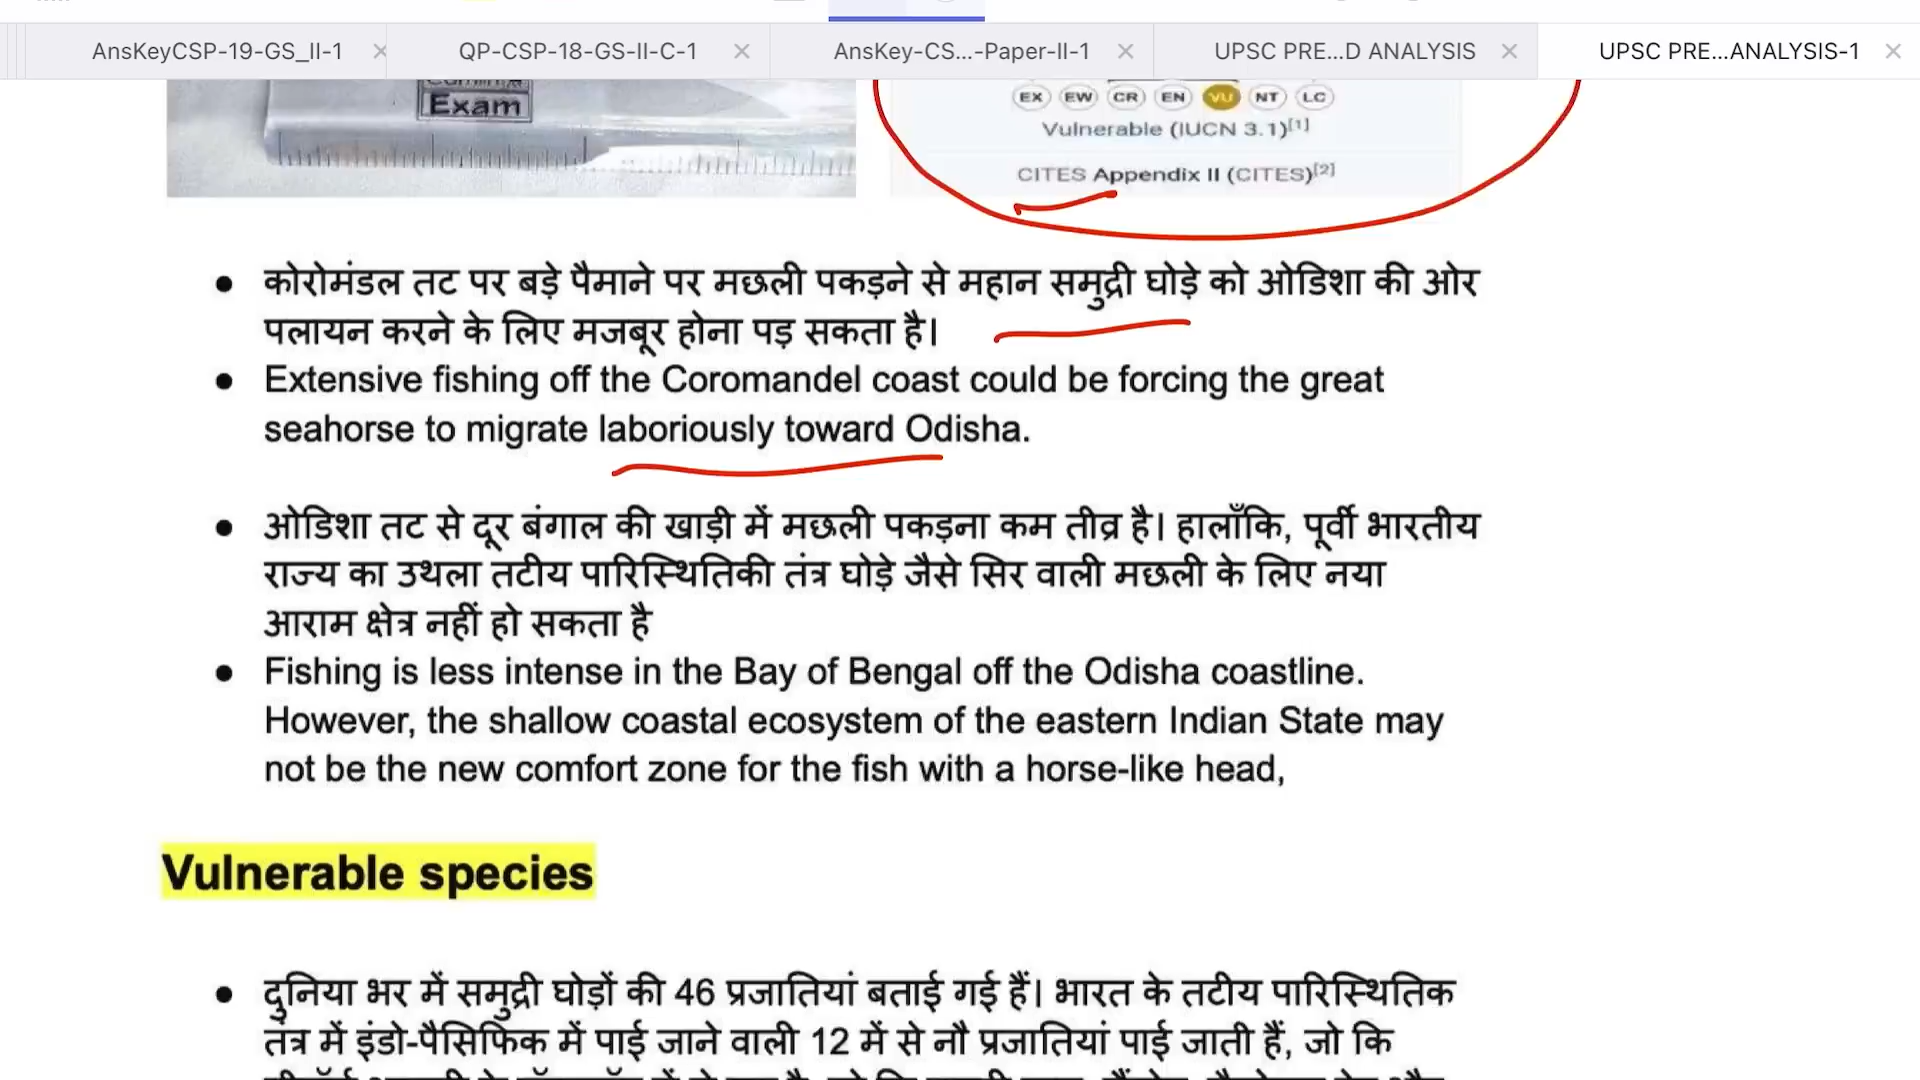 AnsKeyCSP-19-GS_II-1 × QP-CSP-18-GS-II-C-1 × AnsKey-CS...-Paper-II-1 × UPSC PRE...D ANALYSIS × UPSC PRE...ANALYSIS-1 ×
Exam
EX EW CR EN VU NT LC
Vulnerable (IUCN 3.1)[1]
CITES Appendix II (CITES)[2]
● कोरोमंडल तट पर बड़े पैमाने पर मछली पकड़ने से महान समुद्री घोड़े को ओडिशा की ओर
पलायन करने के लिए मजबूर होना पड़ सकता है।
● Extensive fishing off the Coromandel coast could be forcing the great
seahorse to migrate laboriously toward Odisha.
● ओडिशा तट से दूर बंगाल की खाड़ी में मछली पकड़ना कम तीव्र है। हालाँकि, पूर्वी भारतीय
राज्य का उथला तटीय पारिस्थितिकी तंत्र घोड़े जैसे सिर वाली मछली के लिए नया
आराम क्षेत्र नहीं हो सकता है
● Fishing is less intense in the Bay of Bengal off the Odisha coastline.
However, the shallow coastal ecosystem of the eastern Indian State may
not be the new comfort zone for the fish with a horse-like head,
Vulnerable species
● दुनिया भर में समुद्री घोड़ों की 46 प्रजातियां बताई गई हैं। भारत के तटीय पारिस्थितिक
तंत्र में इंडो-पैसिफिक में पाई जाने वाली 12 में से नौ प्रजातियां पाई जाती हैं, जो कि